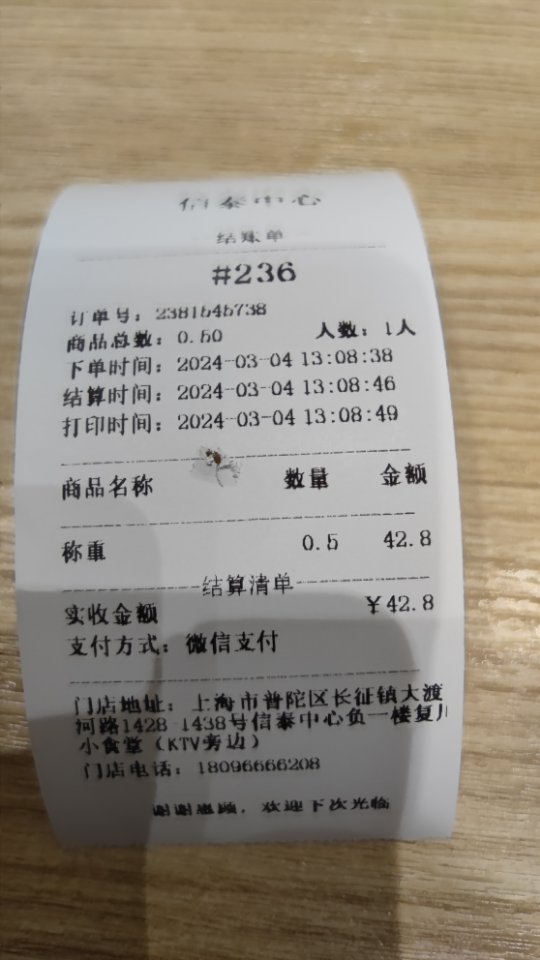 信泰中心
结账单
#236
订单号：2381545738
商品总数：0.50 人数：1人
下单时间：2024-03-04 13:08:38
结算时间：2024-03-04 13:08:46
打印时间：2024-03-04 13:08:49
商品名称 数量 金额
称重 0.5 42.8
结算清单
实收金额 ￥42.8
支付方式：微信支付
门店地址：上海市普陀区长征镇大渡
河路1428-1438号信泰中心负一楼复
小食堂（KTV旁边）
门店电话：18096666208
谢谢惠顾，欢迎下次光临